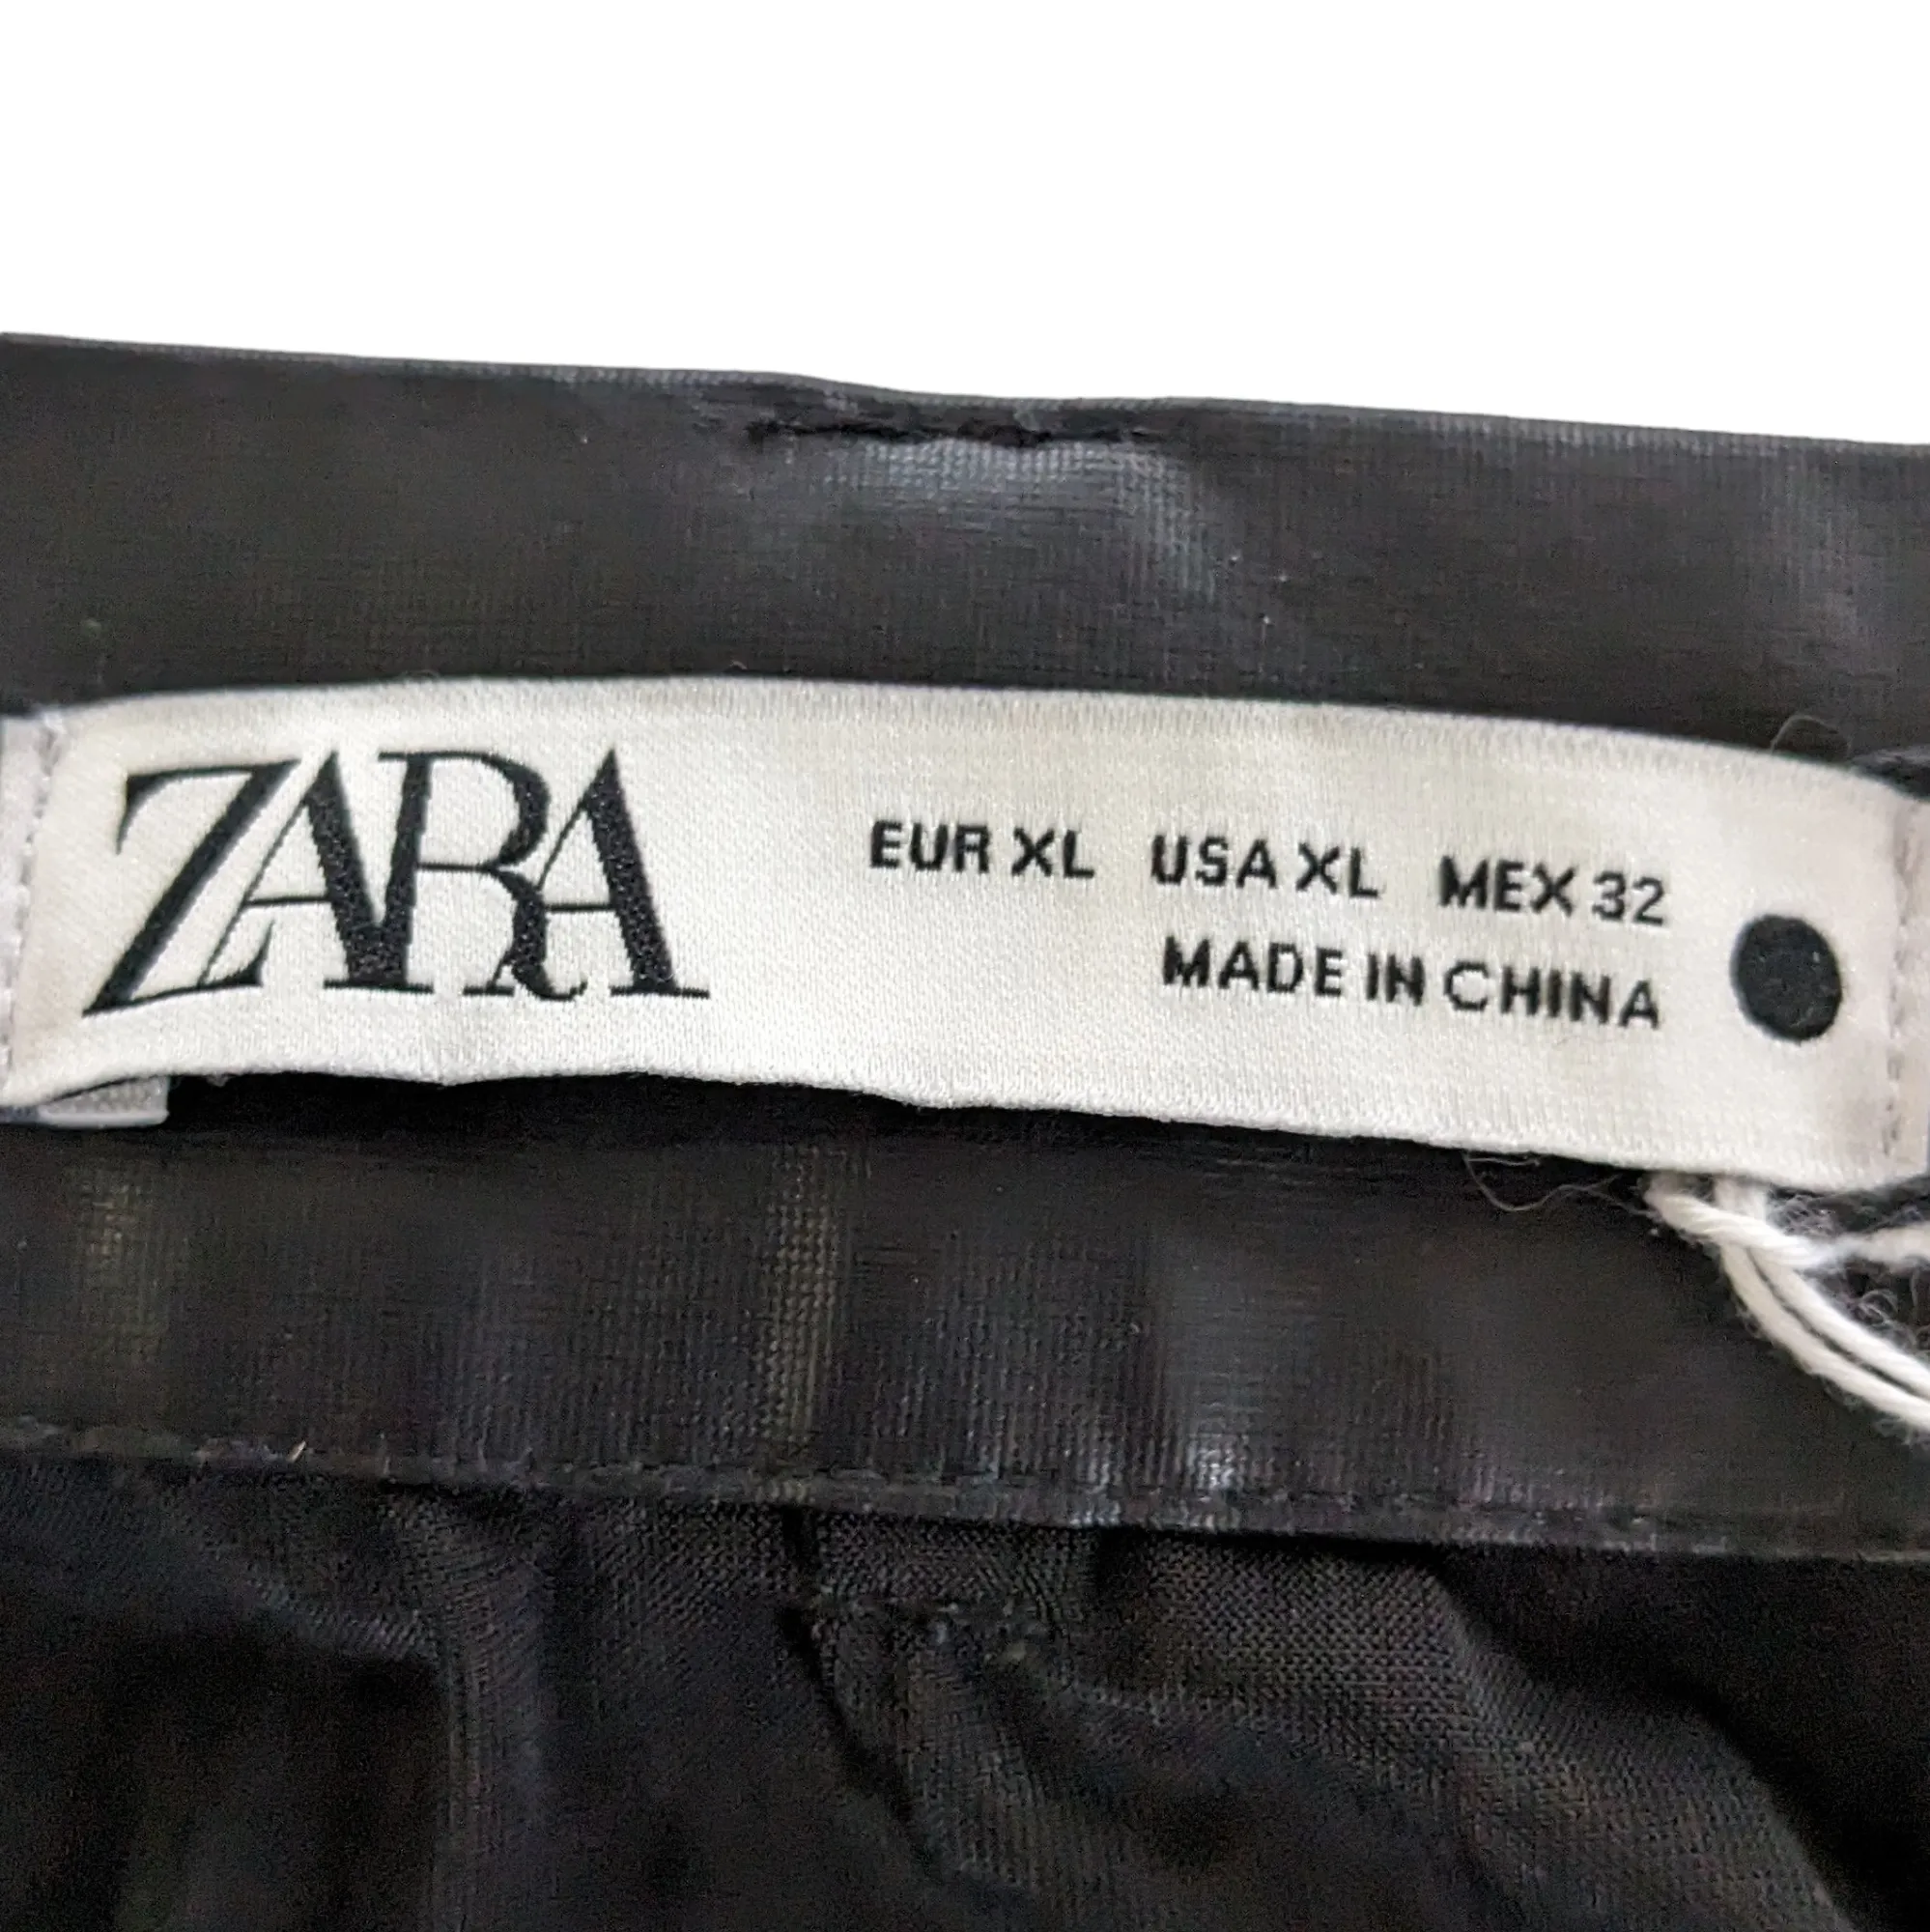 ZARA
EUR XL USA XL MEX 32
MADE IN CHINA